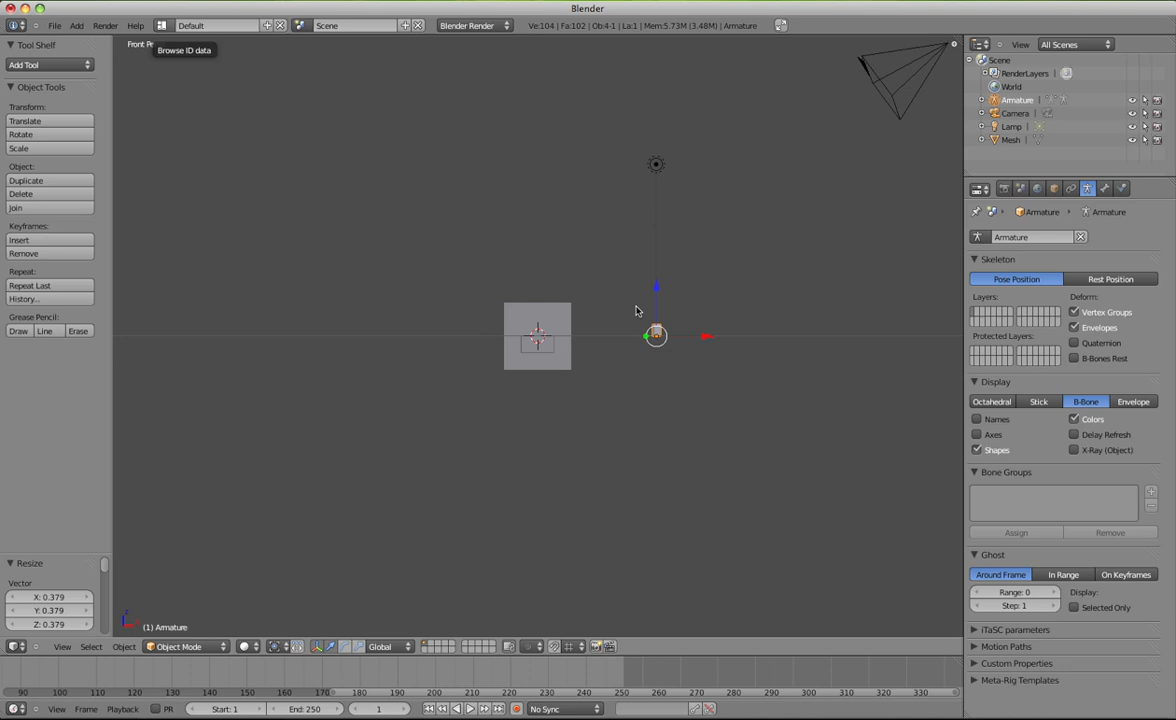 Blender
File Add Render Help Default Scene Blender Render Ve:104 | Fa:102 | Ob:4-1 | La:1 | Mem:5.73M (3.48M) | Armature
Browse ID data
Tool Shelf
Add Tool
Object Tools
Transform:
Translate
Rotate
Scale
Object:
Duplicate
Delete
Join
Keyframes:
Insert
Remove
Repeat:
Repeat Last
History...
Grease Pencil:
Draw Line Erase
Resize
Vector
X: 0.379
Y: 0.379
Z: 0.379
(1) Armature
View Select Object Object Mode Global
90 100 110 120 130 140 150 160 170 180 190 200 210 220 230 240 250 260 270 280 290 300 310 320 330
View Frame Playback PR Start: 1 End: 250 1 No Sync
View All Scenes
Scene
RenderLayers
World
Armature
Camera
Lamp
Mesh
Armature Armature
Armature
Skeleton
Pose Position Rest Position
Layers: Deform:
Vertex Groups
Envelopes
Protected Layers: Quaternion
B-Bones Rest
Display
Octahedral Stick B-Bone Envelope
Names Colors
Axes Delay Refresh
Shapes X-Ray (Object)
Bone Groups
Assign Remove
Ghost
Around Frame In Range On Keyframes
Range: 0 Display:
Step: 1 Selected Only
iTaSC parameters
Motion Paths
Custom Properties
Meta-Rig Templates